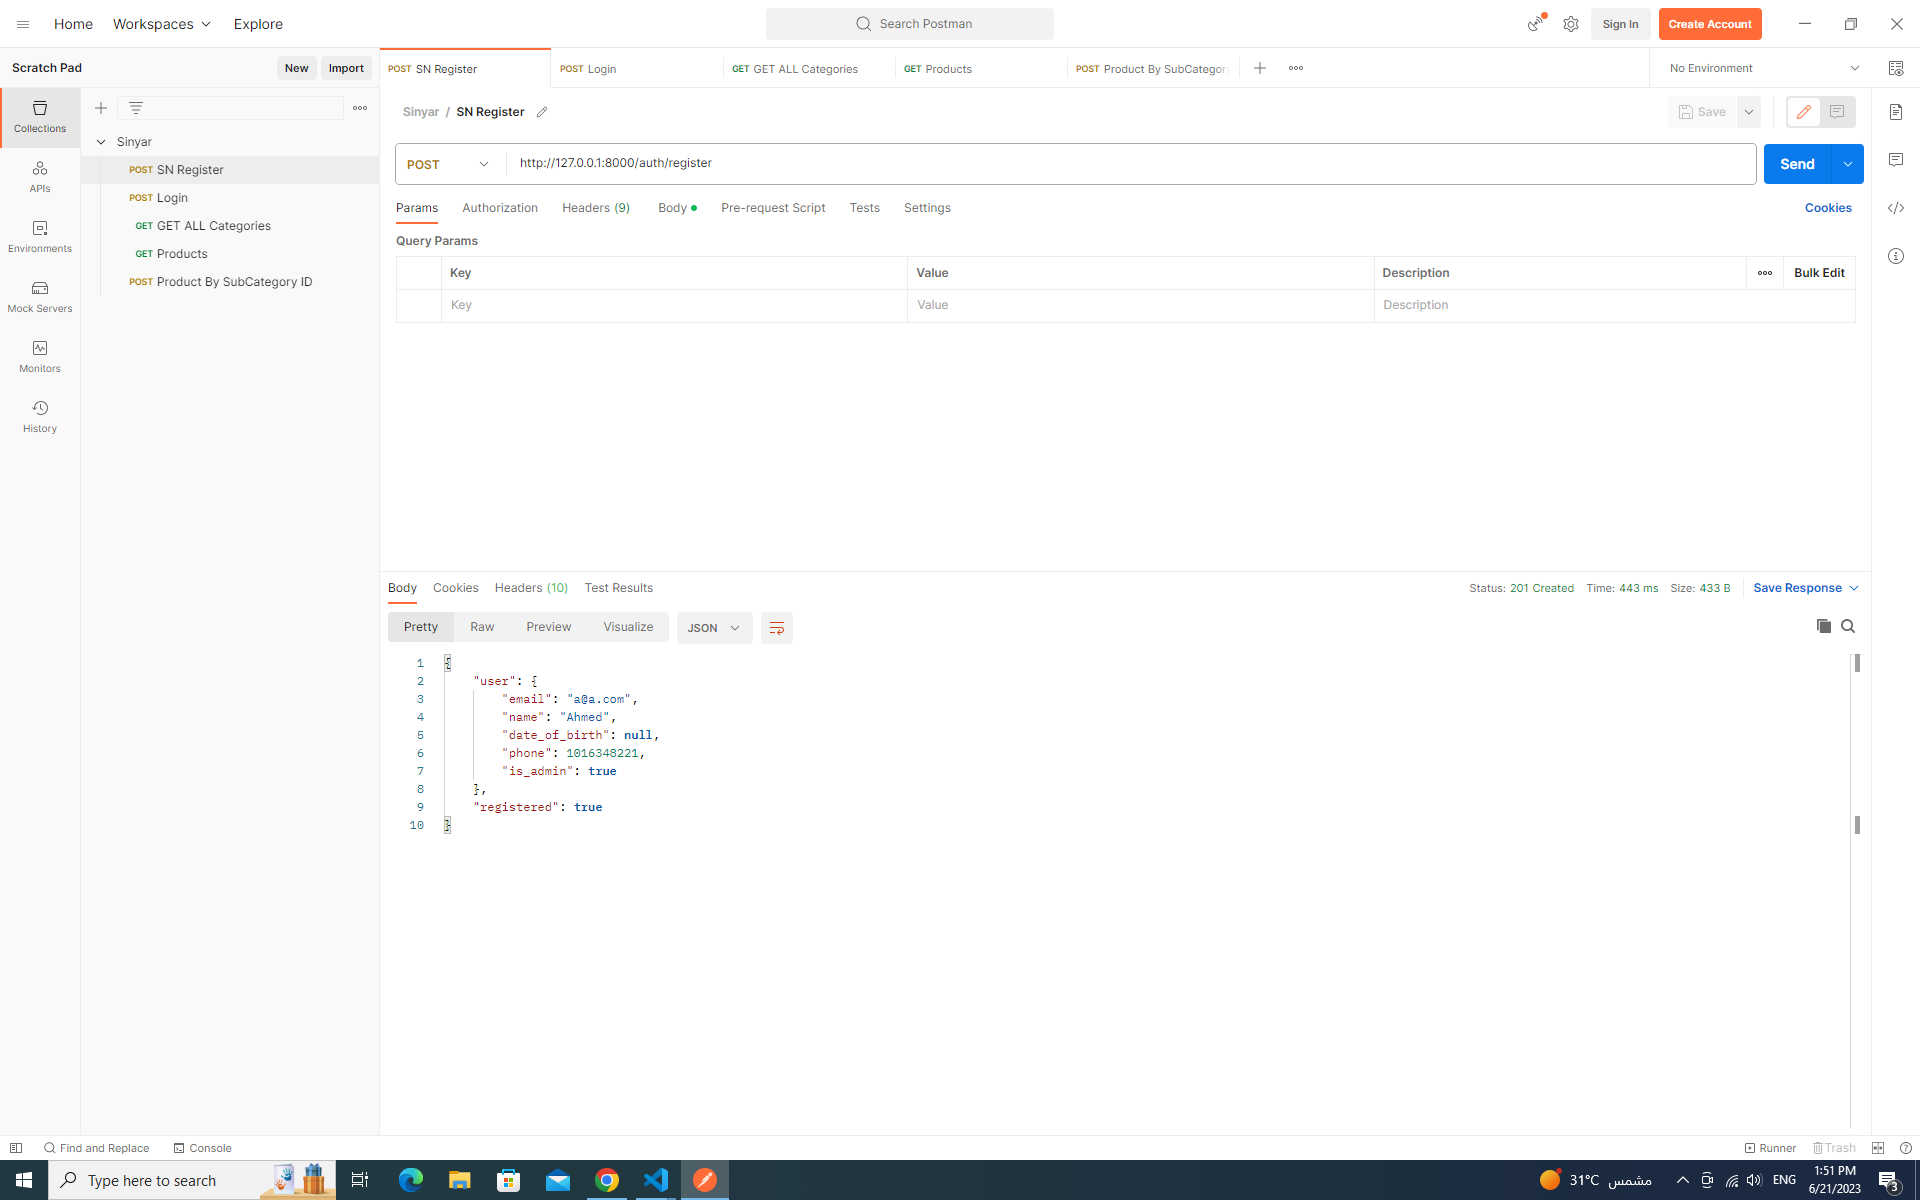 Home Workspaces Explore
Search Postman
Sign In Create Account
Scratch Pad New Import
POST SN Register POST Login GET GET ALL Categories GET Products POST Product By SubCategory
No Environment
Collections
APIs
Environments
Mock Servers
Monitors
History
Sinyar
POST SN Register
POST Login
GET GET ALL Categories
GET Products
POST Product By SubCategory ID
Sinyar / SN Register
Save
POST http://127.0.0.1:8000/auth/register
Send
Params Authorization Headers (9) Body Pre-request Script Tests Settings
Cookies
Query Params
Key Value Description Bulk Edit
Key Value Description
Body Cookies Headers (10) Test Results
Status: 201 Created Time: 443 ms Size: 433 B Save Response
Pretty Raw Preview Visualize JSON
1 {
2 "user": {
3 "email": "a@a.com",
4 "name": "Ahmed",
5 "date_of_birth": null,
6 "phone": 1016348221,
7 "is_admin": true
8 },
9 "registered": true
10 }
Find and Replace Console
Runner Trash
Type here to search
31°C مشمس
ENG
1:51 PM
6/21/2023
3